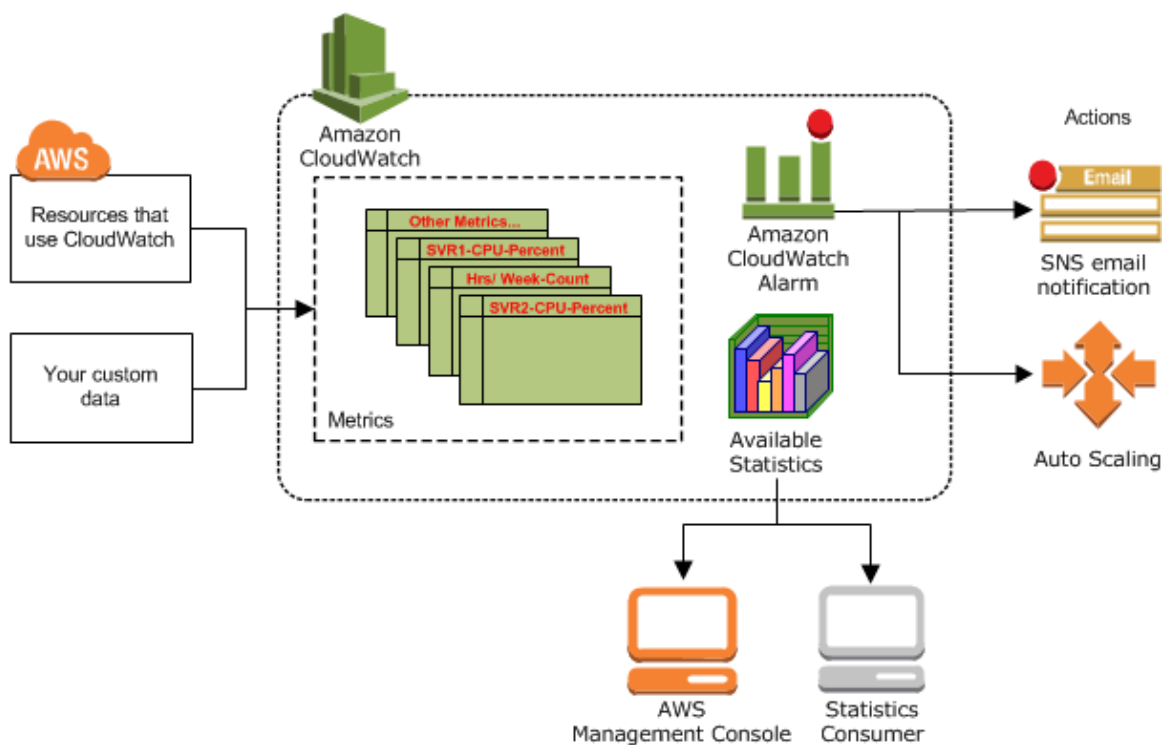 Amazon
CloudWatch
AWS
Resources that
use CloudWatch
Your custom
data
Other Metrics...
SVR1-CPU-Percent
Hrs/ Week-Count
SVR2-CPU-Percent
Metrics
Amazon
CloudWatch
Alarm
Available
Statistics
Actions
Email
SNS email
notification
Auto Scaling
AWS
Management Console
Statistics
Consumer